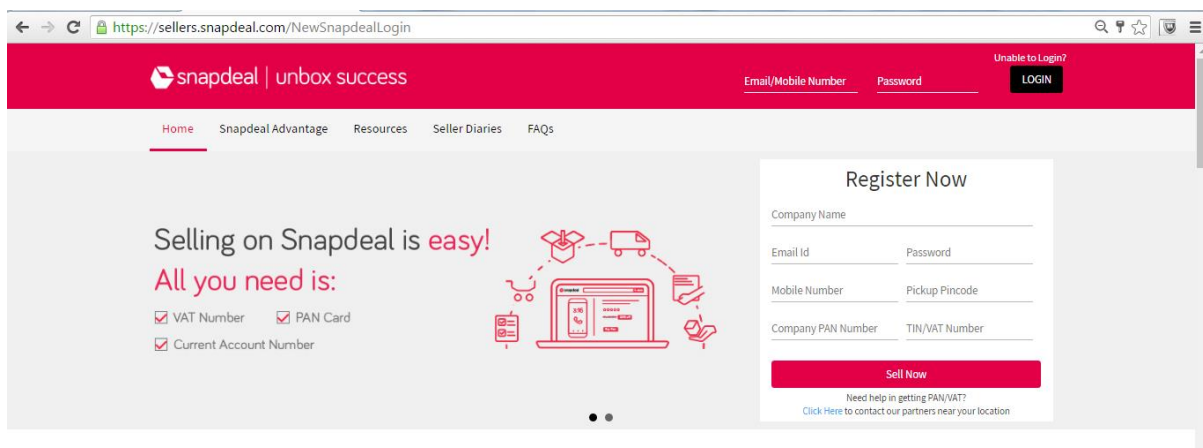 https://sellers.snapdeal.com/NewSnapdealLogin
Unable to Login?
snapdeal | unbox success
Email/Mobile Number Password LOGIN
Home Snapdeal Advantage Resources Seller Diaries FAQs
Register Now
Company Name
Email Id Password
Mobile Number Pickup Pincode
Company PAN Number TIN/VAT Number
Sell Now
Need help in getting PAN/VAT?
Click Here to contact our partners near your location
Selling on Snapdeal is easy!
All you need is:
VAT Number PAN Card
Current Account Number